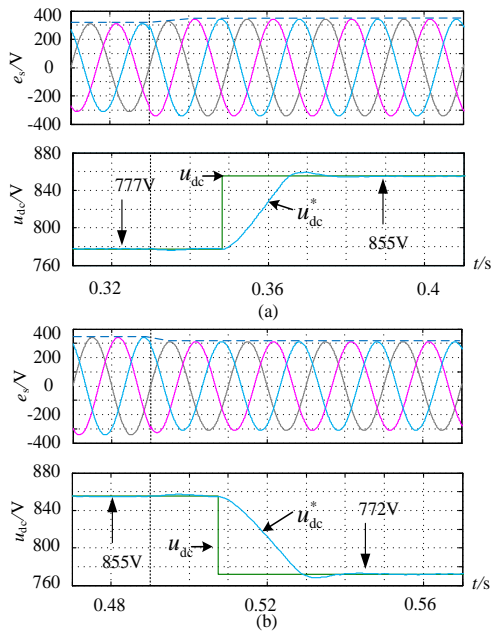 400
200
0
-200
-400
e_s/V
880
840
800
760
u_dc/V
777V
u_dc
u*_dc
855V
0.32
0.36
0.4
t/s
(a)
400
200
0
-200
-400
e_s/V
880
840
800
760
u_dc/V
855V
u_dc
u*_dc
772V
0.48
0.52
0.56
(b)